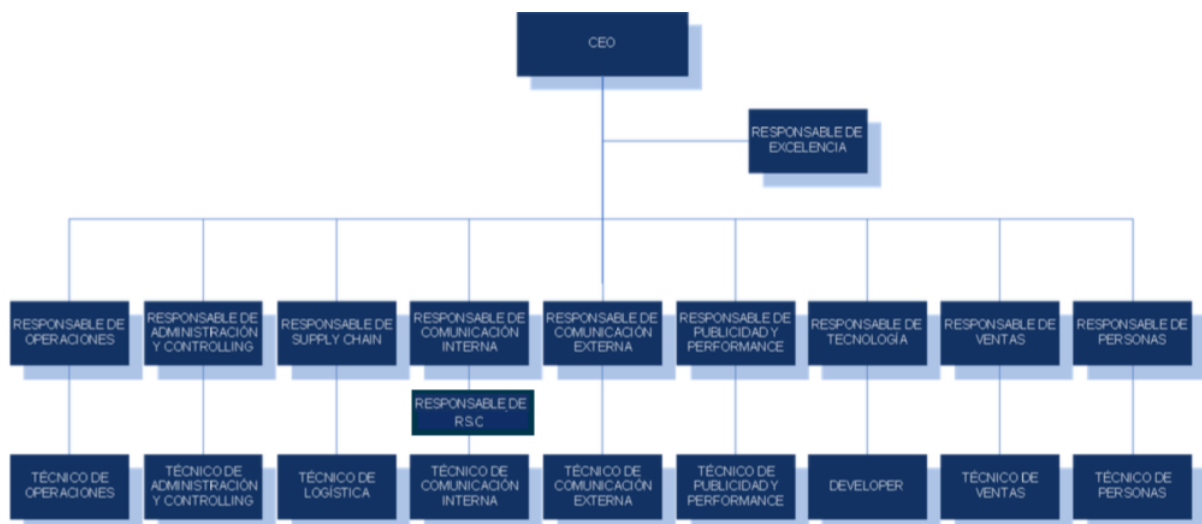 CEO
RESPONSABLE DE
EXCELENCIA
RESPONSABLE DE
OPERACIONES
RESPONSABLE DE
ADMINISTRACIÓN
Y CONTROLLING
RESPONSABLE DE
SUPPLY CHAIN
RESPONSABLE DE
COMUNICACIÓN
INTERNA
RESPONSABLE DE
COMUNICACIÓN
EXTERNA
RESPONSABLE DE
PUBLICIDAD Y
PERFORMANCE
RESPONSABLE DE
TECNOLOGÍA
RESPONSABLE DE
VENTAS
RESPONSABLE DE
PERSONAS
RESPONSABLE DE
R.S.C
TÉCNICO DE
OPERACIONES
TÉCNICO DE
ADMINISTRACIÓN
Y CONTROLLING
TÉCNICO DE
LOGÍSTICA
TÉCNICO DE
COMUNICACIÓN
INTERNA
TÉCNICO DE
COMUNICACIÓN
EXTERNA
TÉCNICO DE
PUBLICIDAD Y
PERFORMANCE
DEVELOPER
TÉCNICO DE
VENTAS
TÉCNICO DE
PERSONAS